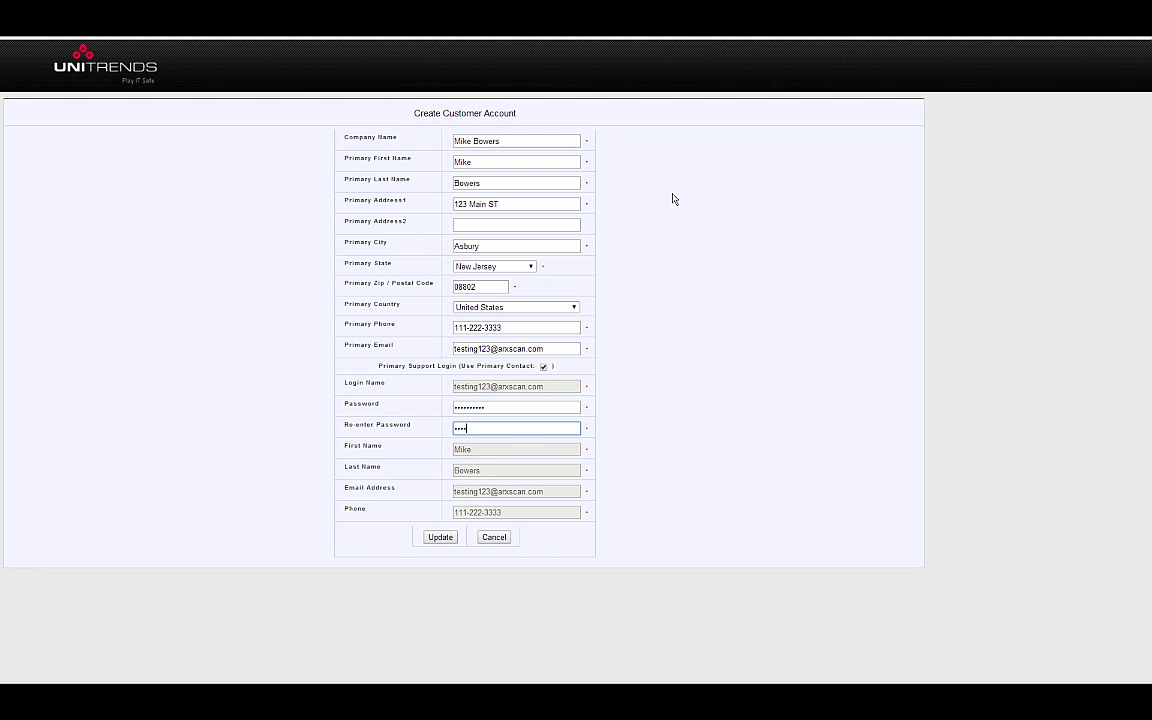 UNITRENDS
Play IT Safe
Create Customer Account
Company Name Mike Bowers *
Primary First Name Mike *
Primary Last Name Bowers *
Primary Address1 123 Main ST *
Primary Address2
Primary City Asbury *
Primary State New Jersey *
Primary Zip / Postal Code 08802 *
Primary Country United States
Primary Phone 111-222-3333 *
Primary Email testing123@arxscan.com *
Primary Support Login (Use Primary Contact: )
Login Name testing123@arxscan.com *
Password •••••••••• *
Re-enter Password •••• *
First Name Mike *
Last Name Bowers *
Email Address testing123@arxscan.com *
Phone 111-222-3333 *
Update Cancel